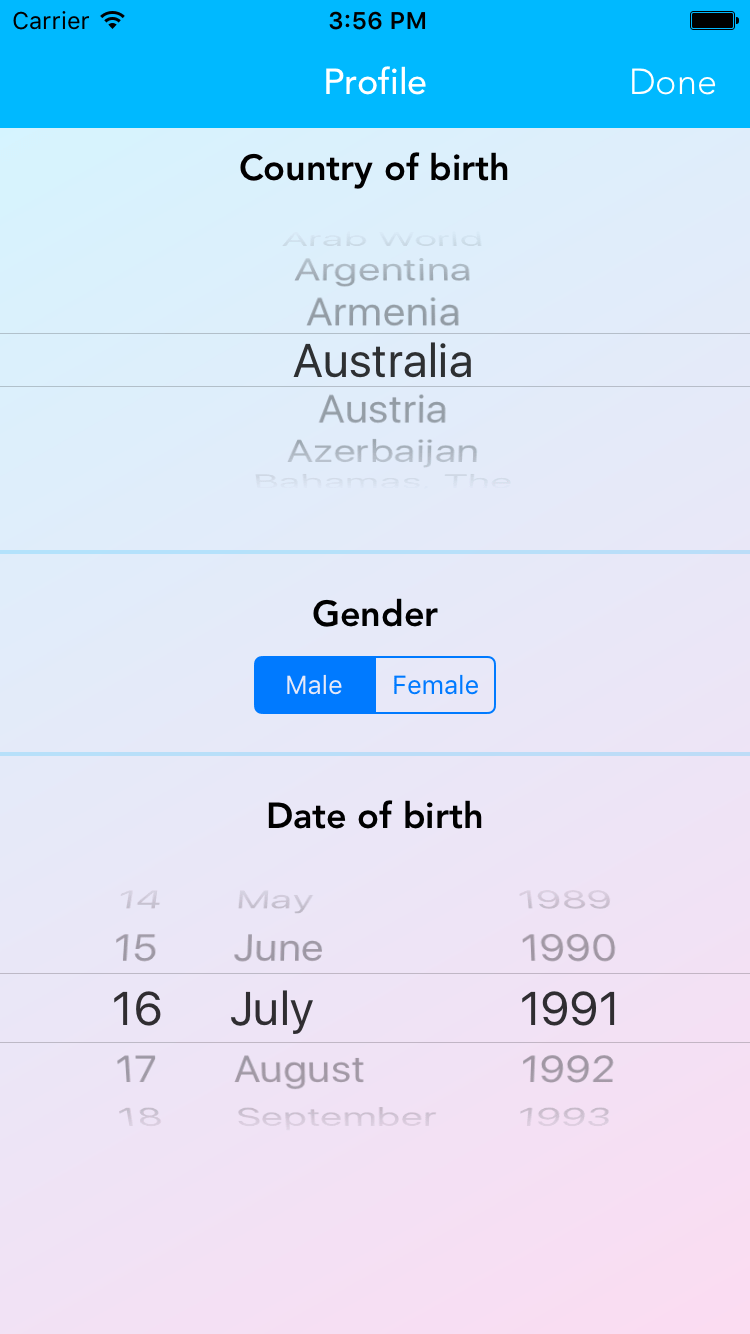 Carrier 3:56 PM
Profile Done
Country of birth
Arab World
Argentina
Armenia
Australia
Austria
Azerbaijan
Bahamas, The
Gender
Male Female
Date of birth
14 May 1989
15 June 1990
16 July 1991
17 August 1992
18 September 1993